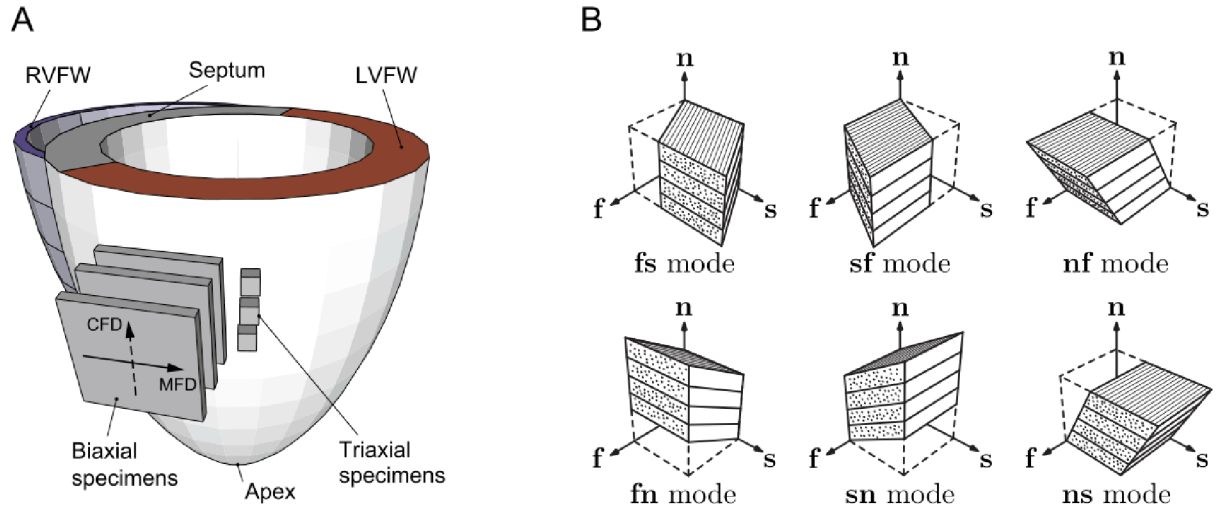 A
RVFW
Septum
LVFW
CFD
MFD
Biaxial
specimens
Apex
Triaxial
specimens
B
n
f
s
fs mode
n
f
s
sf mode
n
f
s
nf mode
n
f
s
fn mode
n
f
s
sn mode
n
f
s
ns mode